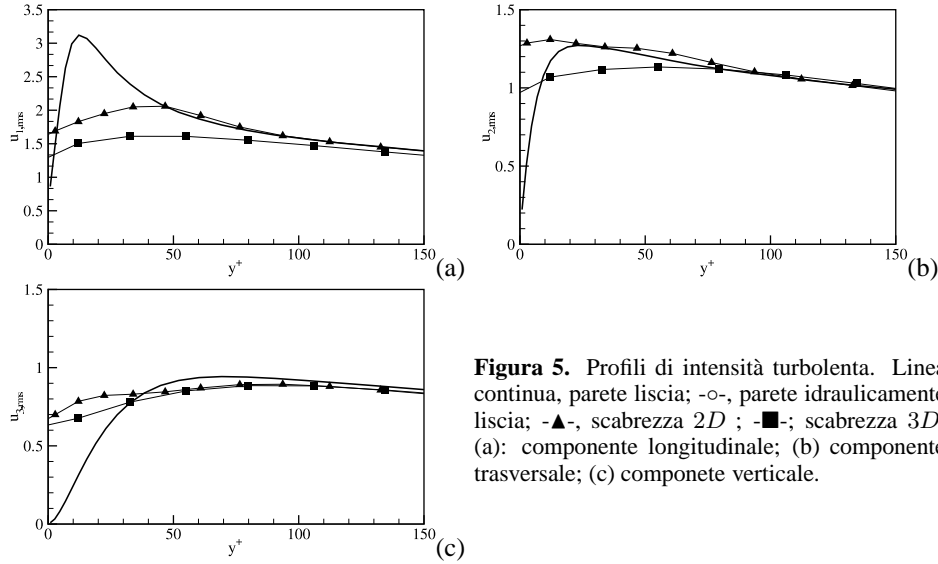 3.5
3
2.5
2
1.5
1
0.5
0
u1,rms
0 50 100 150
y+
(a)
1.5
1
0.5
0
u2,rms
0 50 100 150
y+
(b)
1.5
1
0.5
0
u3,rms
0 50 100 150
y+
(c)
Figura 5. Profili di intensità turbolenta. Linea
continua, parete liscia; -○-, parete idraulicamente
liscia; -▲-, scabrezza 2D ; -■-; scabrezza 3D
(a): componente longitudinale; (b) componente
trasversale; (c) componete verticale.